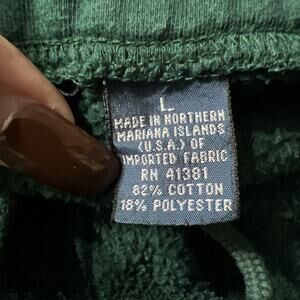 L
MADE IN NORTHERN
MARIANA ISLANDS
(U.S.A.) OF
IMPORTED FABRIC
RN 41381
82% COTTON
18% POLYESTER